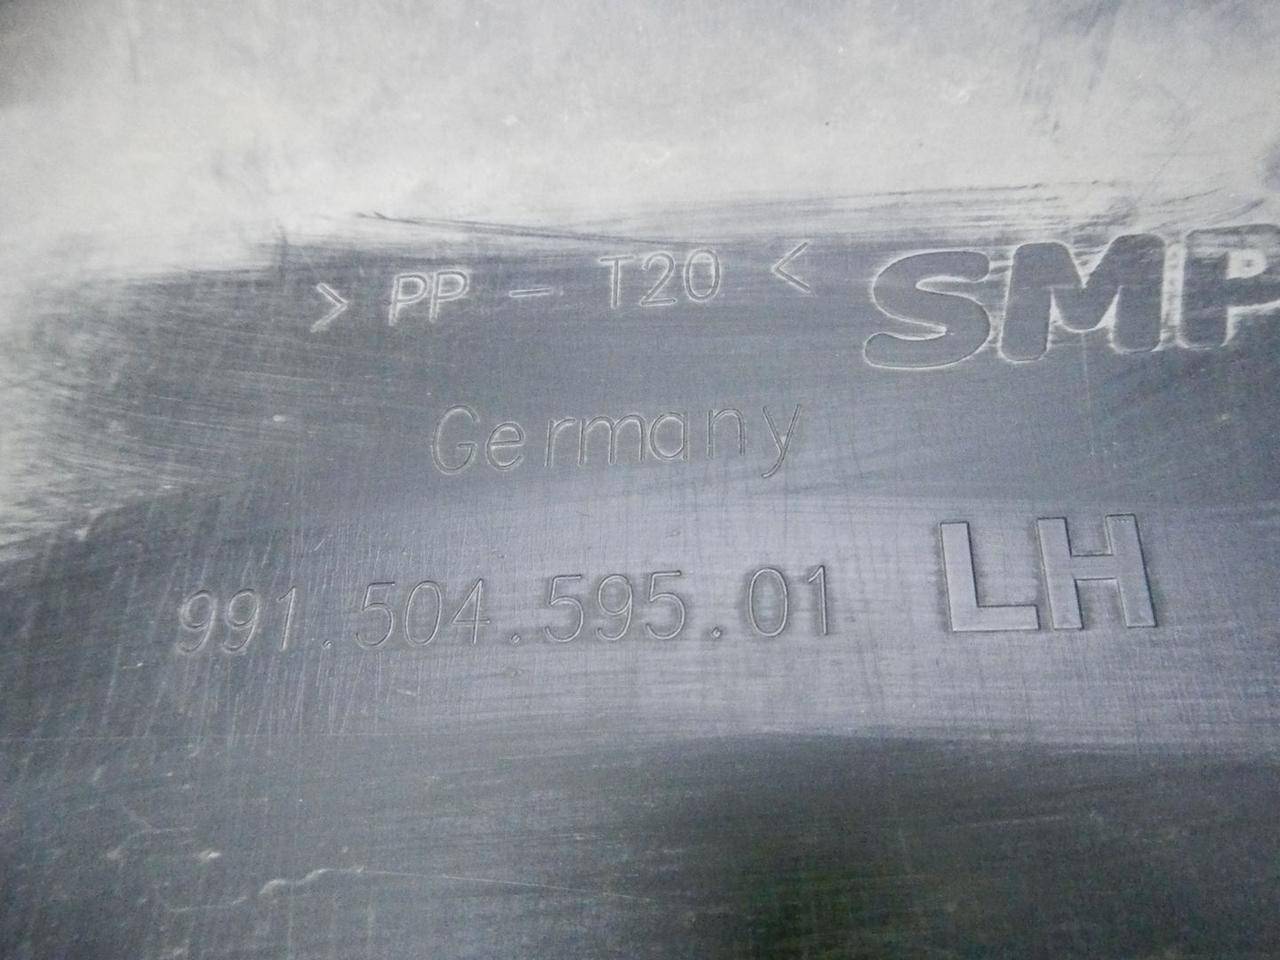 > PP - T20 < SMP
Germany
991.504.595.01 LH